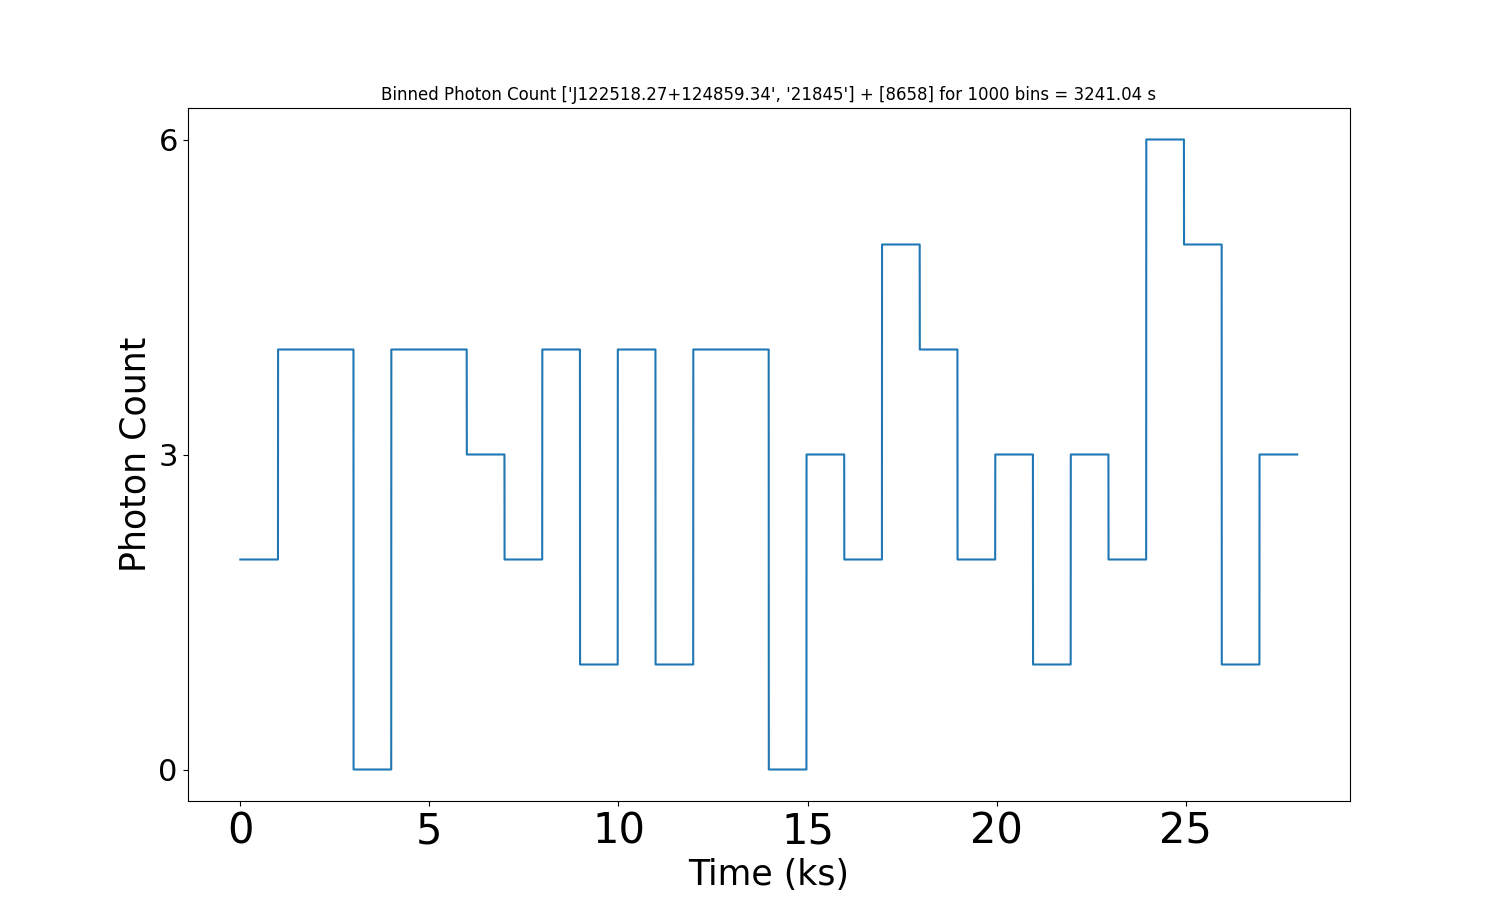 Binned Photon Count ['J122518.27+124859.34', '21845'] + [8658] for 1000 bins = 3241.04 s
6
3
0
Photon Count
0 5 10 15 20 25
Time (ks)